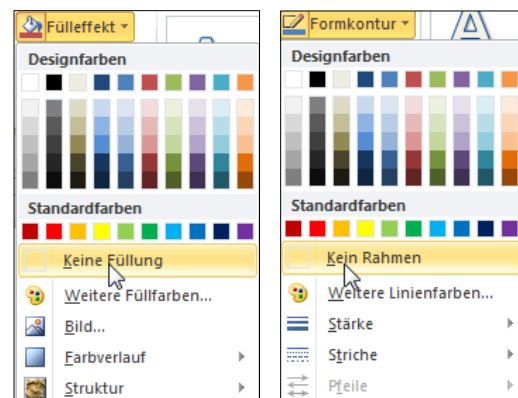 Fülleffekt
Designfarben
Standardfarben
Keine Füllung
Weitere Füllfarben...
Bild...
Farbverlauf
Struktur
Formkontur
Designfarben
Standardfarben
Kein Rahmen
Weitere Linienfarben...
Stärke
Striche
Pfeile